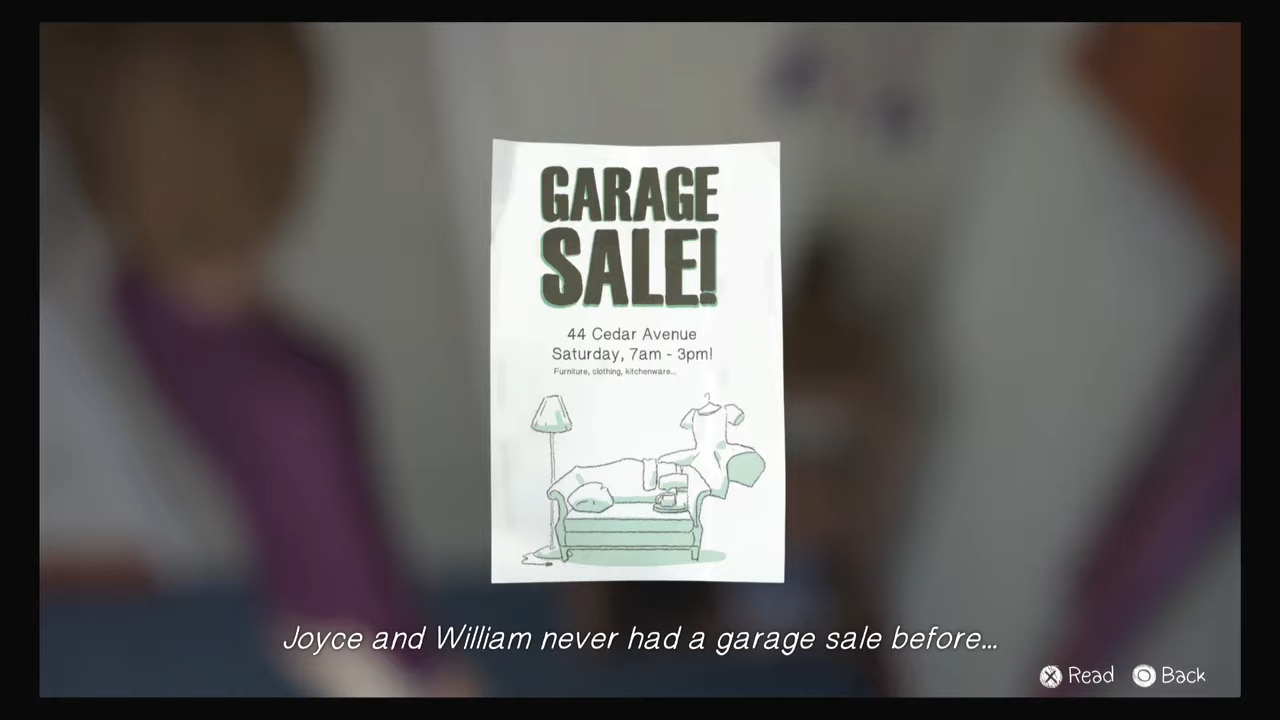 GARAGE
SALE!
44 Cedar Avenue
Saturday, 7am - 3pm!
Furniture, clothing, kitchenware...
Joyce and William never had a garage sale before...
Read Back